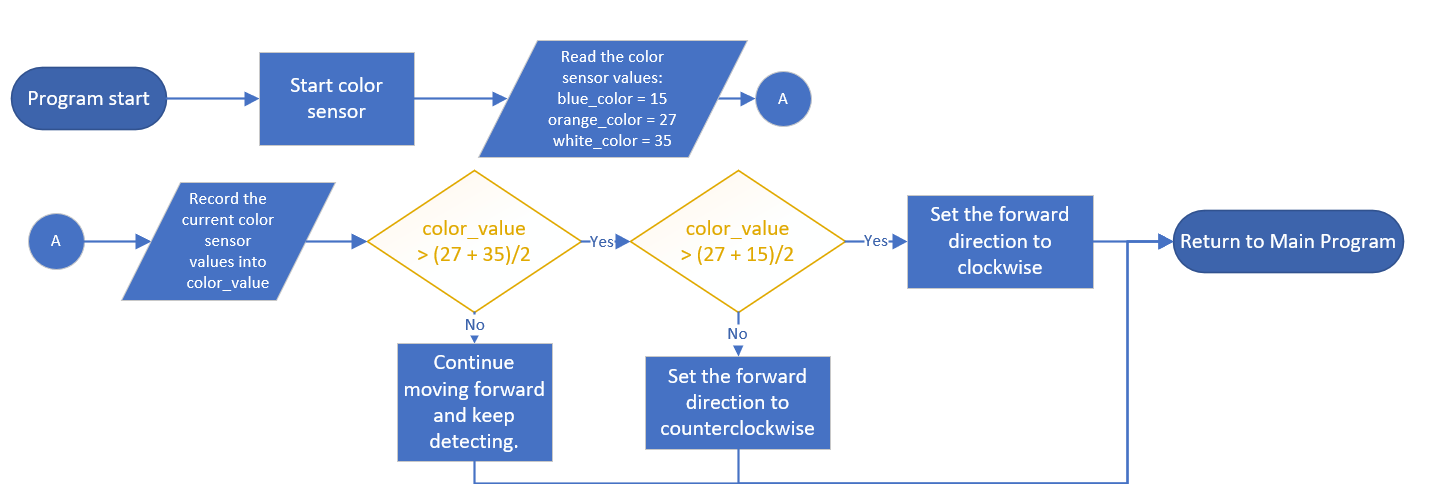 Program start
Start color
sensor
Read the color
sensor values:
blue_color = 15
orange_color = 27
white_color = 35
A
A
Record the
current color
sensor
values into
color_value
color_value
> (27 + 35)/2
Yes
color_value
> (27 + 15)/2
Yes
Set the forward
direction to
clockwise
Return to Main Program
No
Continue
moving forward
and keep
detecting.
No
Set the forward
direction to
counterclockwise